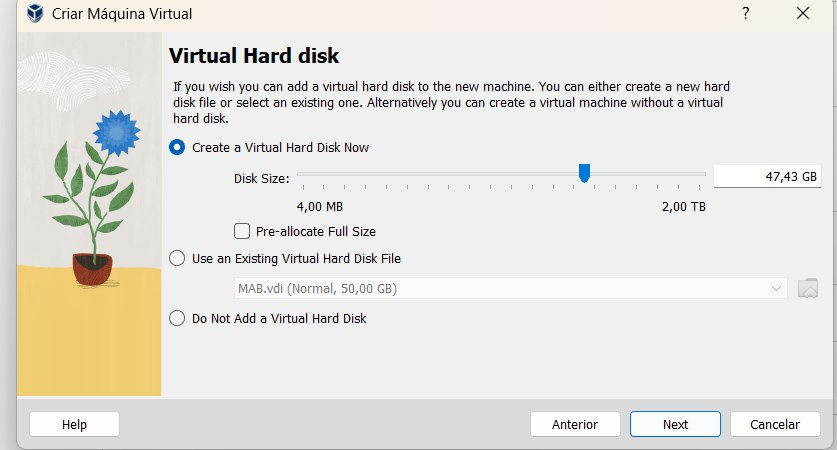 Criar Máquina Virtual
?
Virtual Hard disk
If you wish you can add a virtual hard disk to the new machine. You can either create a new hard
disk file or select an existing one. Alternatively you can create a virtual machine without a virtual
hard disk.
Create a Virtual Hard Disk Now
Disk Size:
47,43 GB
4,00 MB
2,00 TB
Pre-allocate Full Size
Use an Existing Virtual Hard Disk File
MAB.vdi (Normal, 50,00 GB)
Do Not Add a Virtual Hard Disk
Help
Anterior
Next
Cancelar